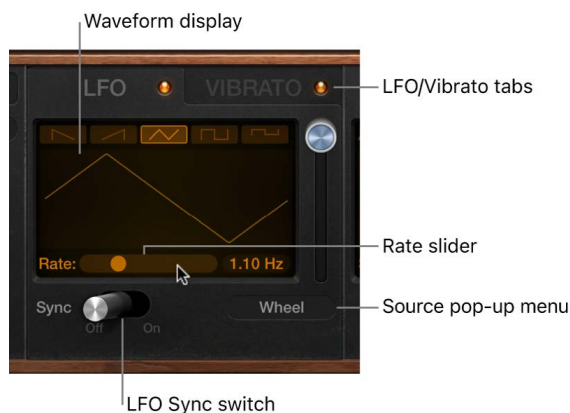 Waveform display
LFO
VIBRATO
LFO/Vibrato tabs
Rate:
1.10 Hz
Rate slider
Sync
Off
On
Wheel
Source pop-up menu
LFO Sync switch